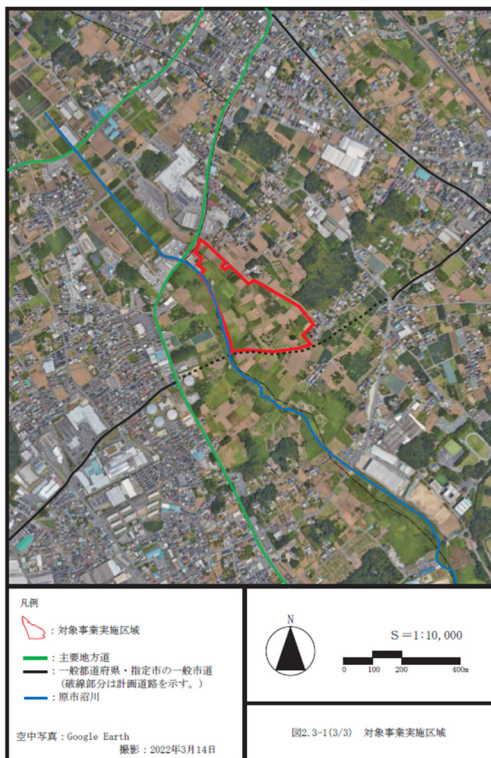 凡例
：対象事業実施区域
：主要地方道
：一般都道府県・指定市の一般市道
（破線部分は計画道路を示す。）
：原市沼川
空中写真：Google Earth
撮影：2022年3月14日
N
S＝1:10,000
0 100 200 400m
図2.3-1(3/3) 対象事業実施区域